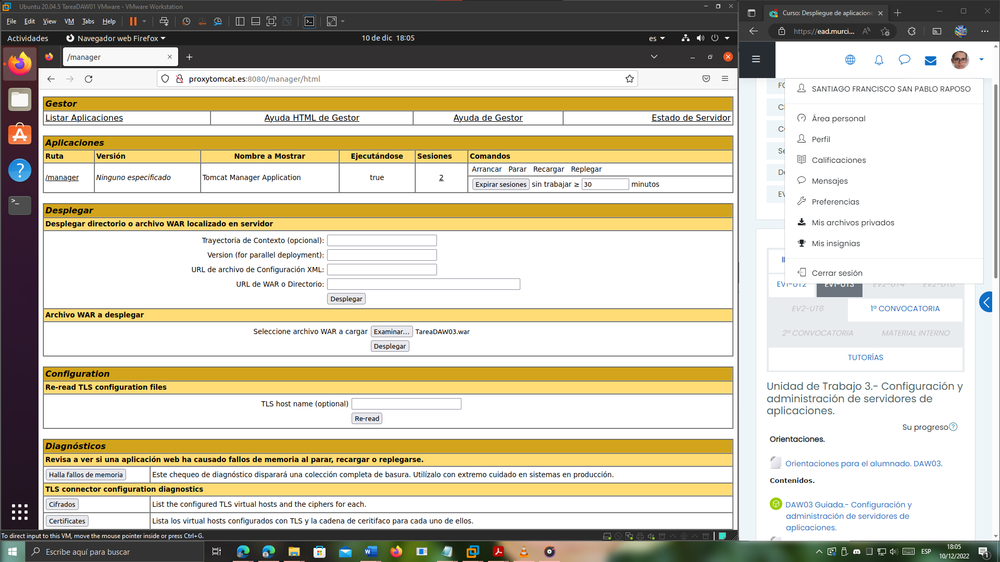 Ubuntu 20.04.5 TareaDAW01 VMware - VMware Workstation
File Edit View VM Tabs Help
Actividades Navegador web Firefox 10 de dic 18:05 es
/manager
proxytomcat.es:8080/manager/html
Gestor
Listar Aplicaciones Ayuda HTML de Gestor Ayuda de Gestor Estado de Servidor
Aplicaciones
Ruta Versión Nombre a Mostrar Ejecutándose Sesiones Comandos
/manager Ninguno especificado Tomcat Manager Application true 2 Arrancar Parar Recargar Replegar
Expirar sesiones sin trabajar ≥ 30 minutos
Desplegar
Desplegar directorio o archivo WAR localizado en servidor
Trayectoria de Contexto (opcional):
Version (for parallel deployment):
URL de archivo de Configuración XML:
URL de WAR o Directorio:
Desplegar
Archivo WAR a desplegar
Seleccione archivo WAR a cargar Examinar... TareaDAW03.war
Desplegar
Configuration
Re-read TLS configuration files
TLS host name (optional)
Re-read
Diagnósticos
Revisa a ver si una aplicación web ha causado fallos de memoria al parar, recargar o replegarse.
Halla fallos de memoria Este chequeo de diagnóstico disparará una colección completa de basura. Utilízalo con extremo cuidado en sistemas en producción.
TLS connector configuration diagnostics
Cifrados List the configured TLS virtual hosts and the ciphers for each.
Certificates Lista los virtual hosts configurados con TLS y la cadena de ceritifaco para cada uno de ellos.
To direct input to this VM, move the mouse pointer inside or press Ctrl+G.
Curso: Despliegue de aplicacione
https://ead.murci...
SANTIAGO FRANCISCO SAN PABLO RAPOSO
Área personal
Perfil
Calificaciones
Mensajes
Preferencias
Mis archivos privados
Mis insignias
Cerrar sesión
EV1-UT2 EV1-UT3 EV2-UT4 EV2-UT5
EV2-UT6 1ª CONVOCATORIA
2ª CONVOCATORIA MATERIAL INTERNO
TUTORÍAS
Unidad de Trabajo 3.- Configuración y
administración de servidores de
aplicaciones.
Su progreso
Orientaciones.
Orientaciones para el alumnado. DAW03.
Contenidos.
DAW03 Guiada.- Configuración y
administración de servidores de
aplicaciones.
Escribe aquí para buscar
ESP
18:05
10/12/2022
1